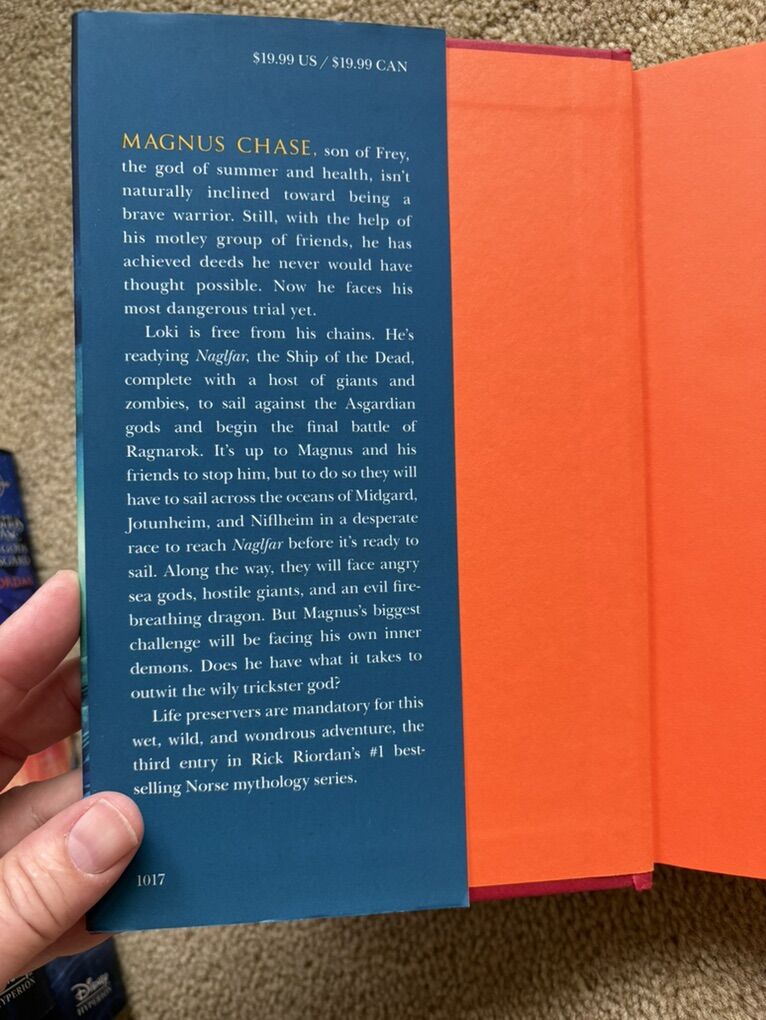 $19.99 US / $19.99 CAN
MAGNUS CHASE, son of Frey,
the god of summer and health, isn't
naturally inclined toward being a
brave warrior. Still, with the help of
his motley group of friends, he has
achieved deeds he never would have
thought possible. Now he faces his
most dangerous trial yet.
Loki is free from his chains. He's
readying Naglfar, the Ship of the Dead,
complete with a host of giants and
zombies, to sail against the Asgardian
gods and begin the final battle of
Ragnarok. It's up to Magnus and his
friends to stop him, but to do so they will
have to sail across the oceans of Midgard,
Jotunheim, and Niflheim in a desperate
race to reach Naglfar before it's ready to
sail. Along the way, they will face angry
sea gods, hostile giants, and an evil fire-
breathing dragon. But Magnus's biggest
challenge will be facing his own inner
demons. Does he have what it takes to
outwit the wily trickster god?
Life preservers are mandatory for this
wet, wild, and wondrous adventure, the
third entry in Rick Riordan's #1 best-
selling Norse mythology series.
1017
Disney
HYPERION